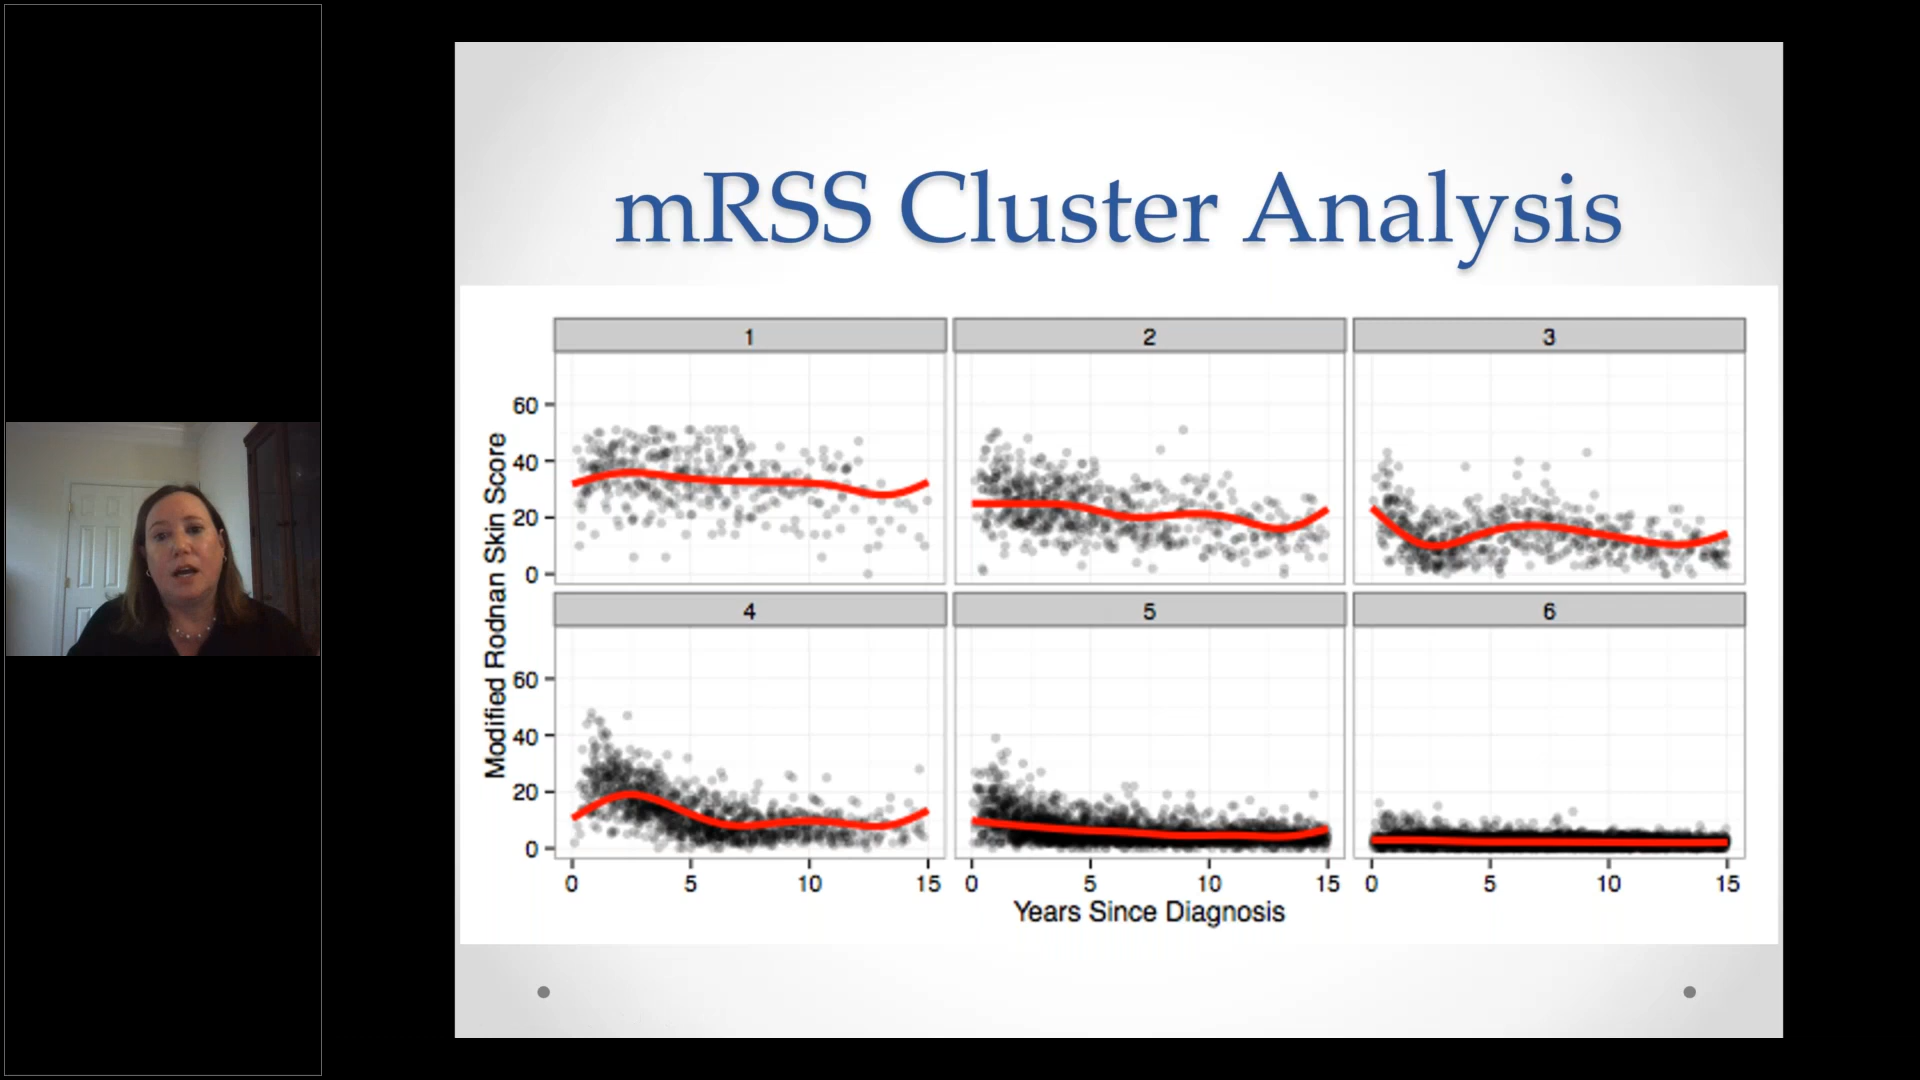 mRSS Cluster Analysis
1 2 3
60
40
20
0
4 5 6
60
40
20
0
Modified Rodnan Skin Score
0 5 10 15 0 5 10 15 0 5 10 15
Years Since Diagnosis